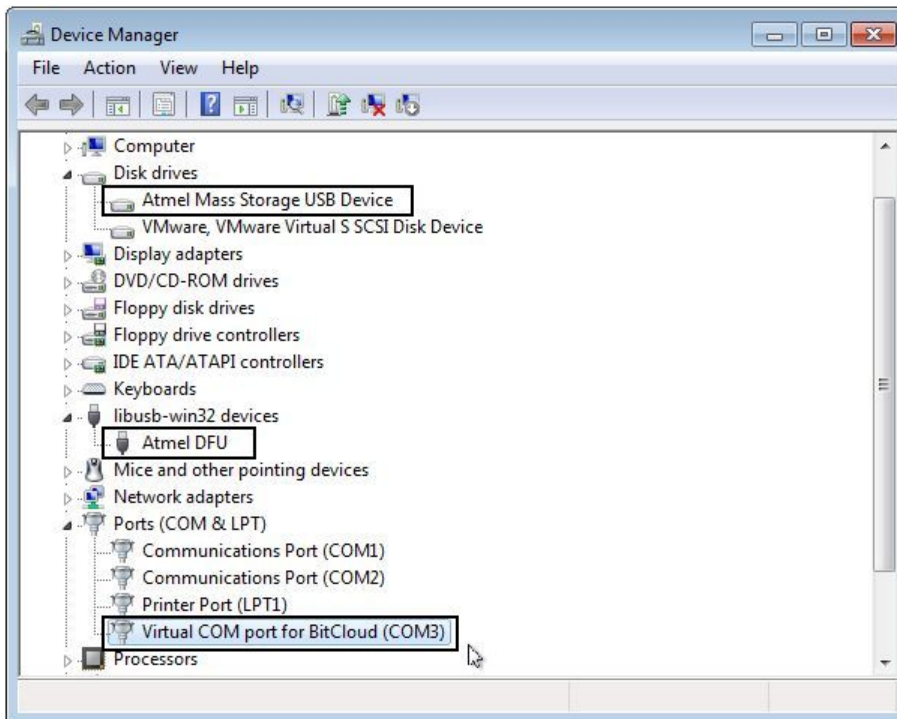 Device Manager
File Action View Help
Computer
Disk drives
Atmel Mass Storage USB Device
VMware, VMware Virtual S SCSI Disk Device
Display adapters
DVD/CD-ROM drives
Floppy disk drives
Floppy drive controllers
IDE ATA/ATAPI controllers
Keyboards
libusb-win32 devices
Atmel DFU
Mice and other pointing devices
Network adapters
Ports (COM & LPT)
Communications Port (COM1)
Communications Port (COM2)
Printer Port (LPT1)
Virtual COM port for BitCloud (COM3)
Processors